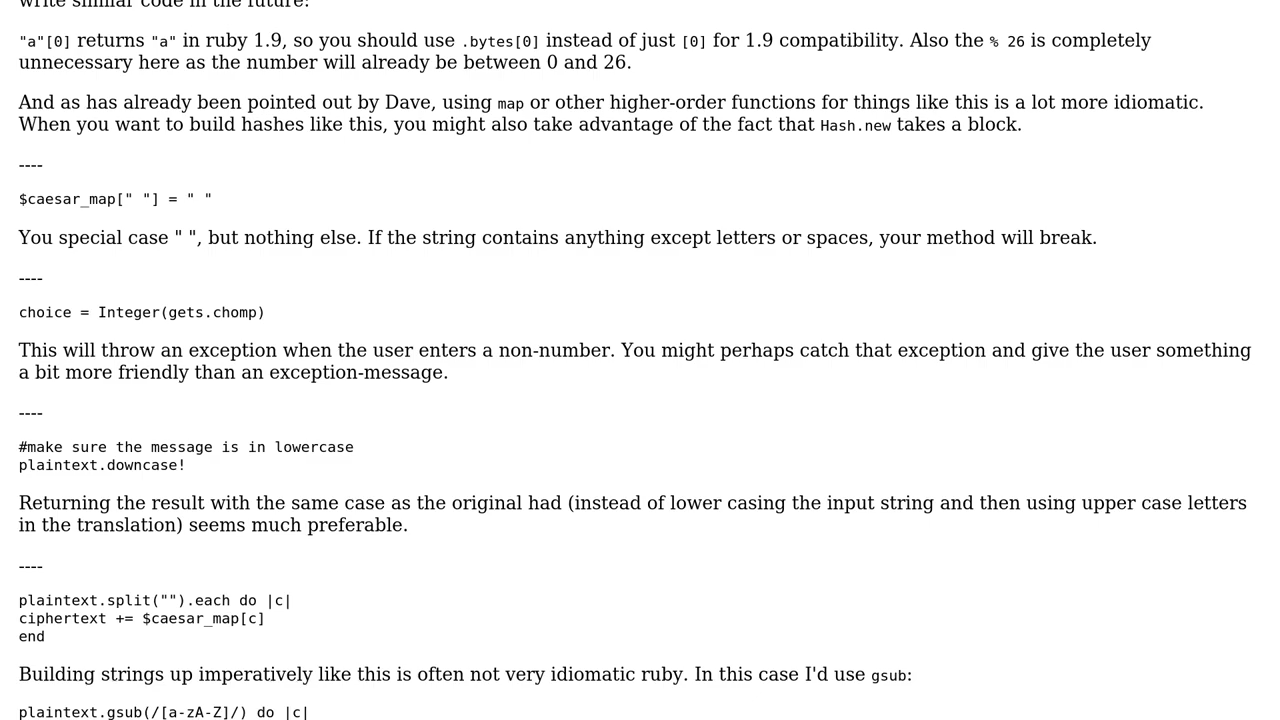 write similar code in the future:
"a"[0] returns "a" in ruby 1.9, so you should use .bytes[0] instead of just [0] for 1.9 compatibility. Also the % 26 is completely
unnecessary here as the number will already be between 0 and 26.
And as has already been pointed out by Dave, using map or other higher-order functions for things like this is a lot more idiomatic.
When you want to build hashes like this, you might also take advantage of the fact that Hash.new takes a block.
----
$caesar_map[" "] = " "
You special case " ", but nothing else. If the string contains anything except letters or spaces, your method will break.
----
choice = Integer(gets.chomp)
This will throw an exception when the user enters a non-number. You might perhaps catch that exception and give the user something
a bit more friendly than an exception-message.
----
#make sure the message is in lowercase
plaintext.downcase!
Returning the result with the same case as the original had (instead of lower casing the input string and then using upper case letters
in the translation) seems much preferable.
----
plaintext.split("").each do |c|
ciphertext += $caesar_map[c]
end
Building strings up imperatively like this is often not very idiomatic ruby. In this case I'd use gsub:
plaintext.gsub(/[a-zA-Z]/) do |c|